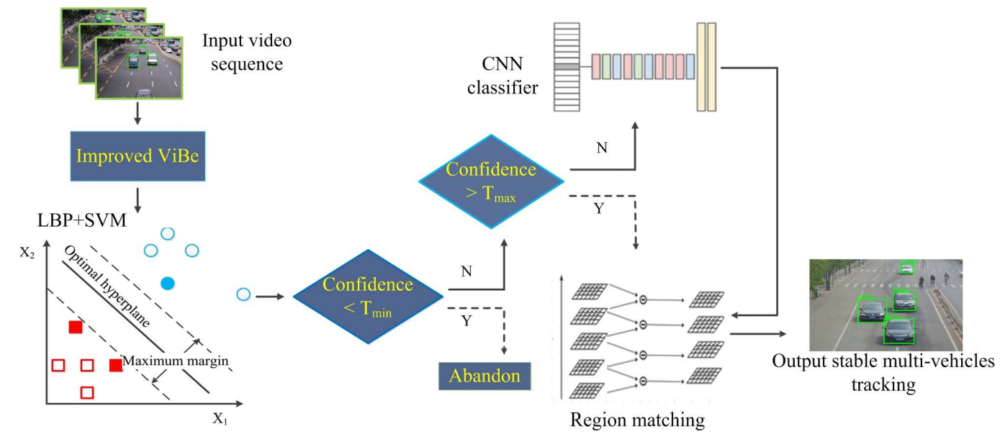 Input video
sequence
CNN
classifier
Improved ViBe
N
Confidence
> Tmax
Y
LBP+SVM
X2
Optimal hyperplane
Maximum margin
X1
N
Confidence
< Tmin
Y
Abandon
Region matching
Output stable multi-vehicles
tracking